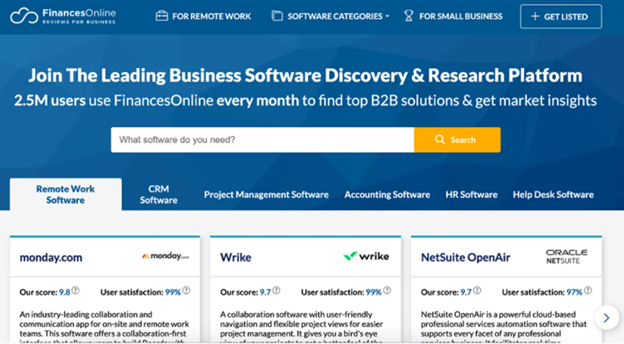 FinancesOnline
REVIEWS FOR BUSINESS
FOR REMOTE WORK
SOFTWARE CATEGORIES
FOR SMALL BUSINESS
+ GET LISTED
Join The Leading Business Software Discovery & Research Platform
2.5M users use FinancesOnline every month to find top B2B solutions & get market insights
What software do you need?
Search
Remote Work
Software
CRM
Software
Project Management Software
Accounting Software
HR Software
Help Desk Software
monday.com
monday.com
Our score: 9.8 ? User satisfaction: 99% ?
An industry-leading collaboration and
communication app for on-site and remote work
teams. This software offers a collaboration-first
Wrike
wrike
Our score: 9.7 ? User satisfaction: 99% ?
A collaboration software with user-friendly
navigation and flexible project views for easier
project management. It gives you a bird's eye
NetSuite OpenAir
ORACLE
NETSUITE
Our score: 9.7 ? User satisfaction: 97% ?
NetSuite OpenAir is a powerful cloud-based
professional services automation software that
supports every facet of any professional